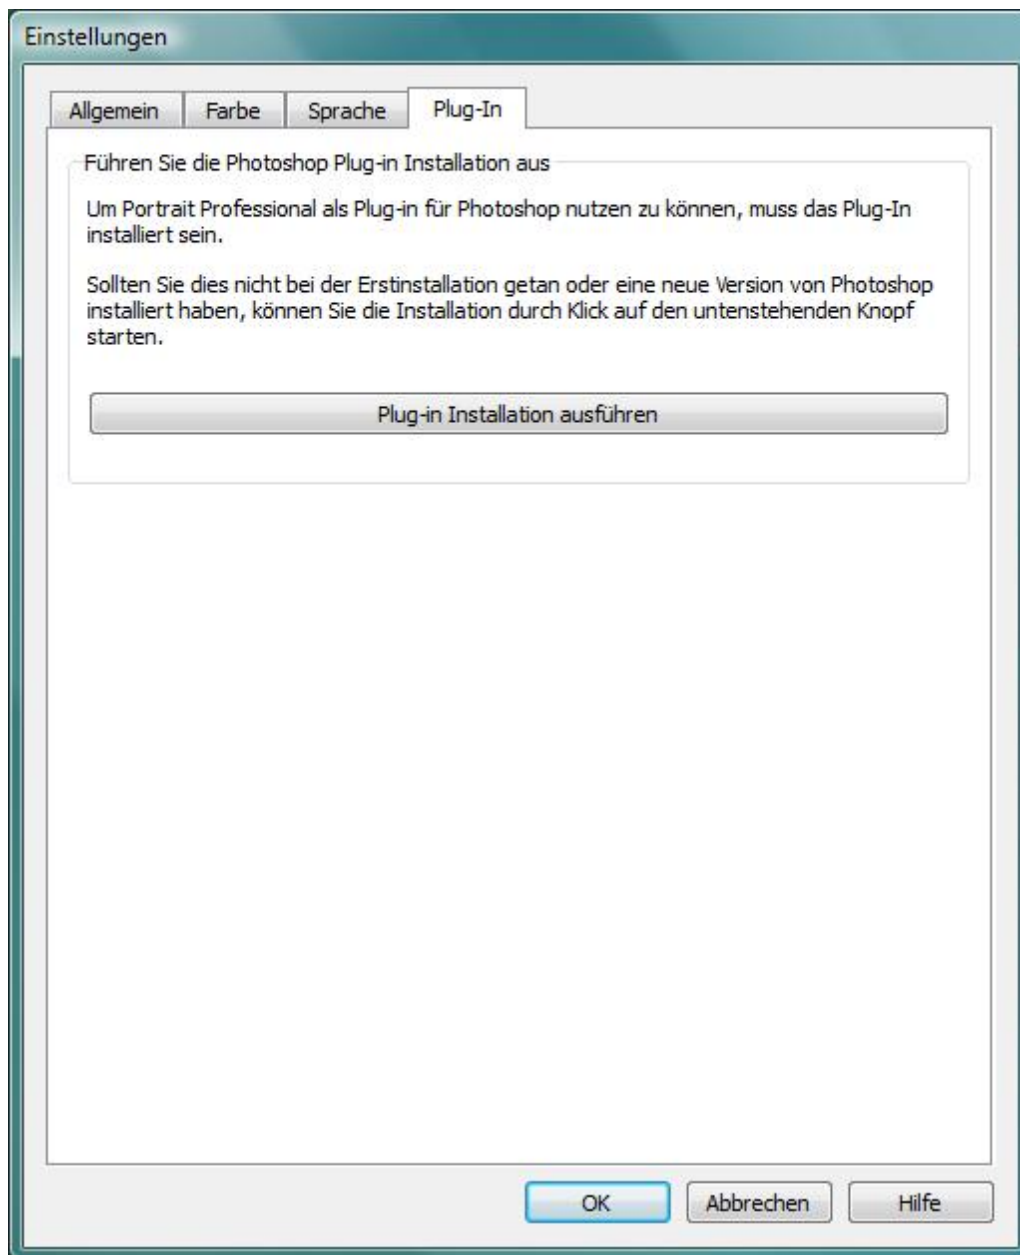 Einstellungen
Allgemein Farbe Sprache Plug-In
Führen Sie die Photoshop Plug-in Installation aus
Um Portrait Professional als Plug-in für Photoshop nutzen zu können, muss das Plug-In
installiert sein.
Sollten Sie dies nicht bei der Erstinstallation getan oder eine neue Version von Photoshop
installiert haben, können Sie die Installation durch Klick auf den untenstehenden Knopf
starten.
Plug-in Installation ausführen
OK Abbrechen Hilfe